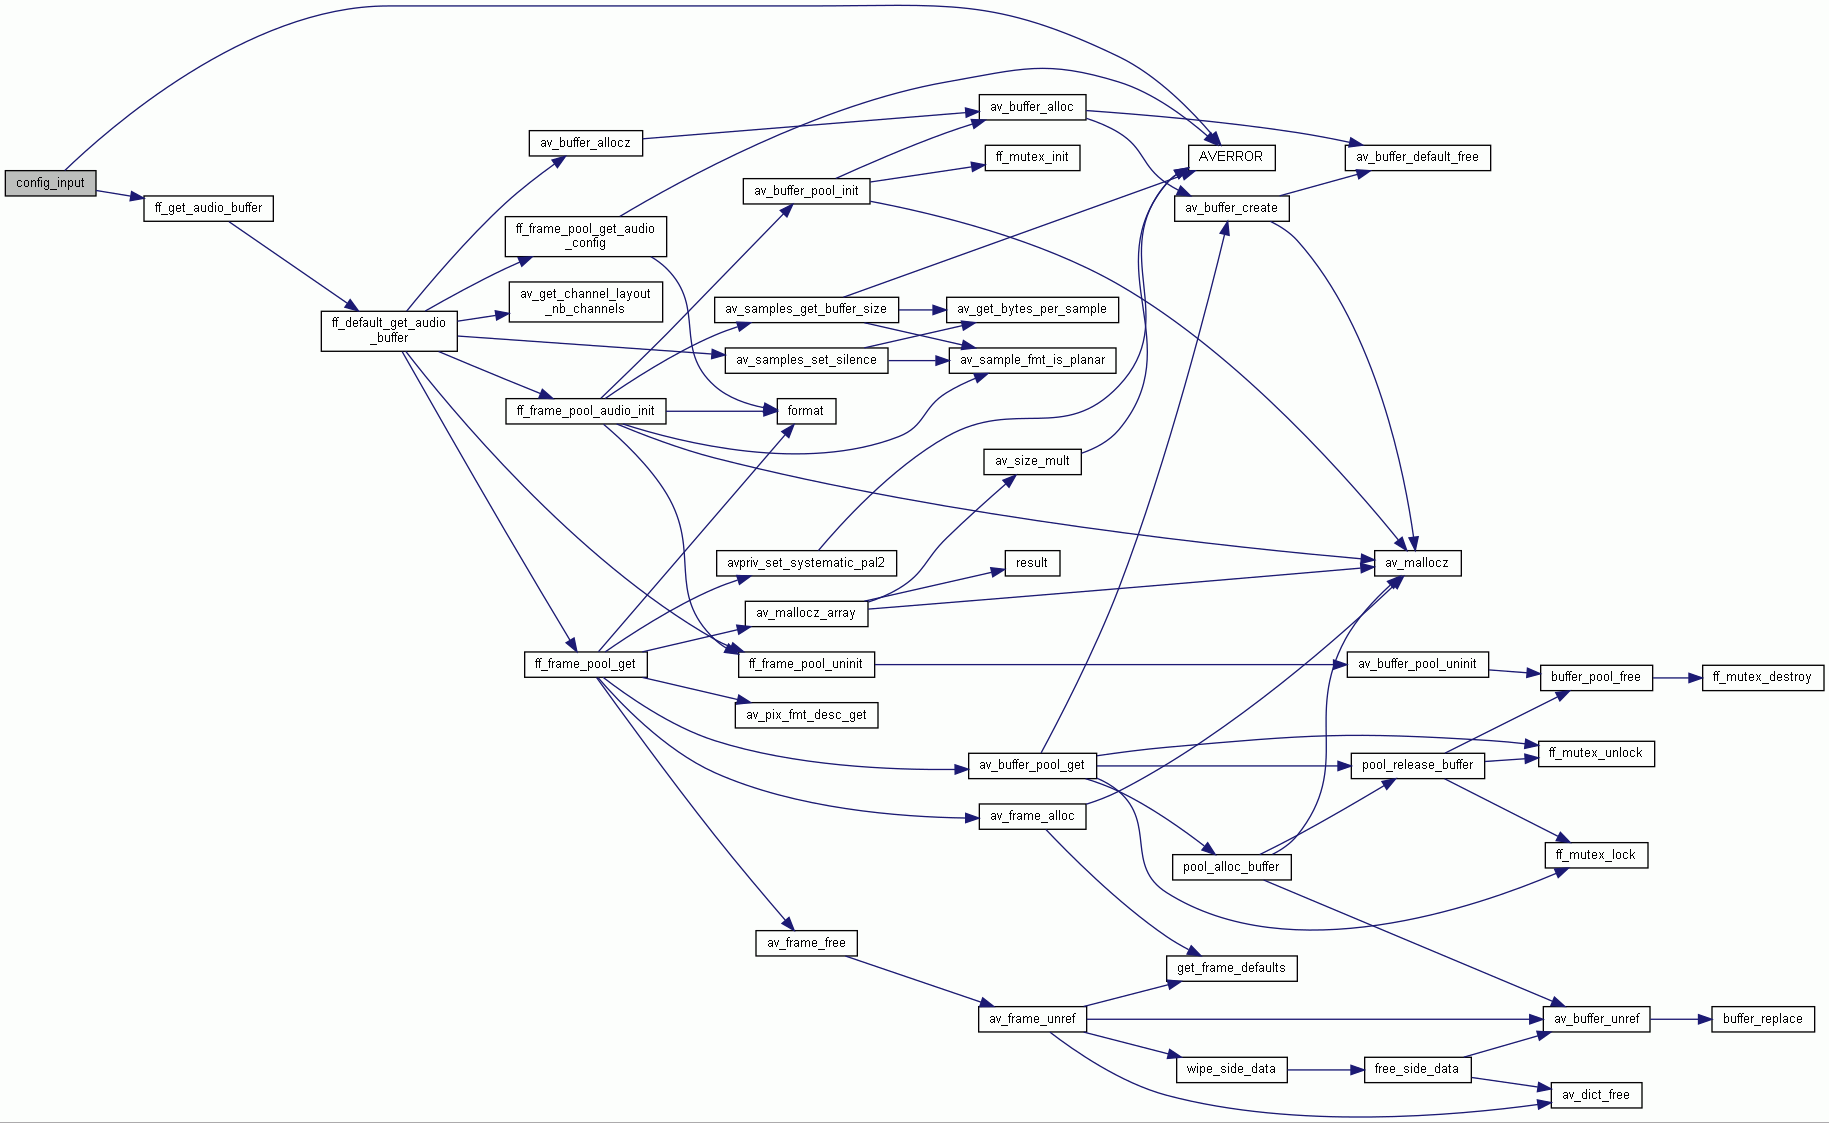 config_input
ff_get_audio_buffer
ff_default_get_audio
_buffer
av_buffer_allocz
ff_frame_pool_get_audio
_config
av_get_channel_layout
_nb_channels
ff_frame_pool_audio_init
ff_frame_pool_get
av_buffer_pool_init
av_samples_get_buffer_size
av_samples_set_silence
format
avpriv_set_systematic_pal2
av_mallocz_array
ff_frame_pool_uninit
av_pix_fmt_desc_get
av_frame_free
av_buffer_alloc
ff_mutex_init
av_get_bytes_per_sample
av_sample_fmt_is_planar
av_size_mult
result
av_buffer_pool_get
av_frame_alloc
av_frame_unref
AVERROR
av_buffer_create
pool_alloc_buffer
get_frame_defaults
wipe_side_data
av_buffer_default_free
av_mallocz
av_buffer_pool_uninit
pool_release_buffer
free_side_data
buffer_pool_free
ff_mutex_unlock
ff_mutex_lock
av_buffer_unref
av_dict_free
ff_mutex_destroy
buffer_replace